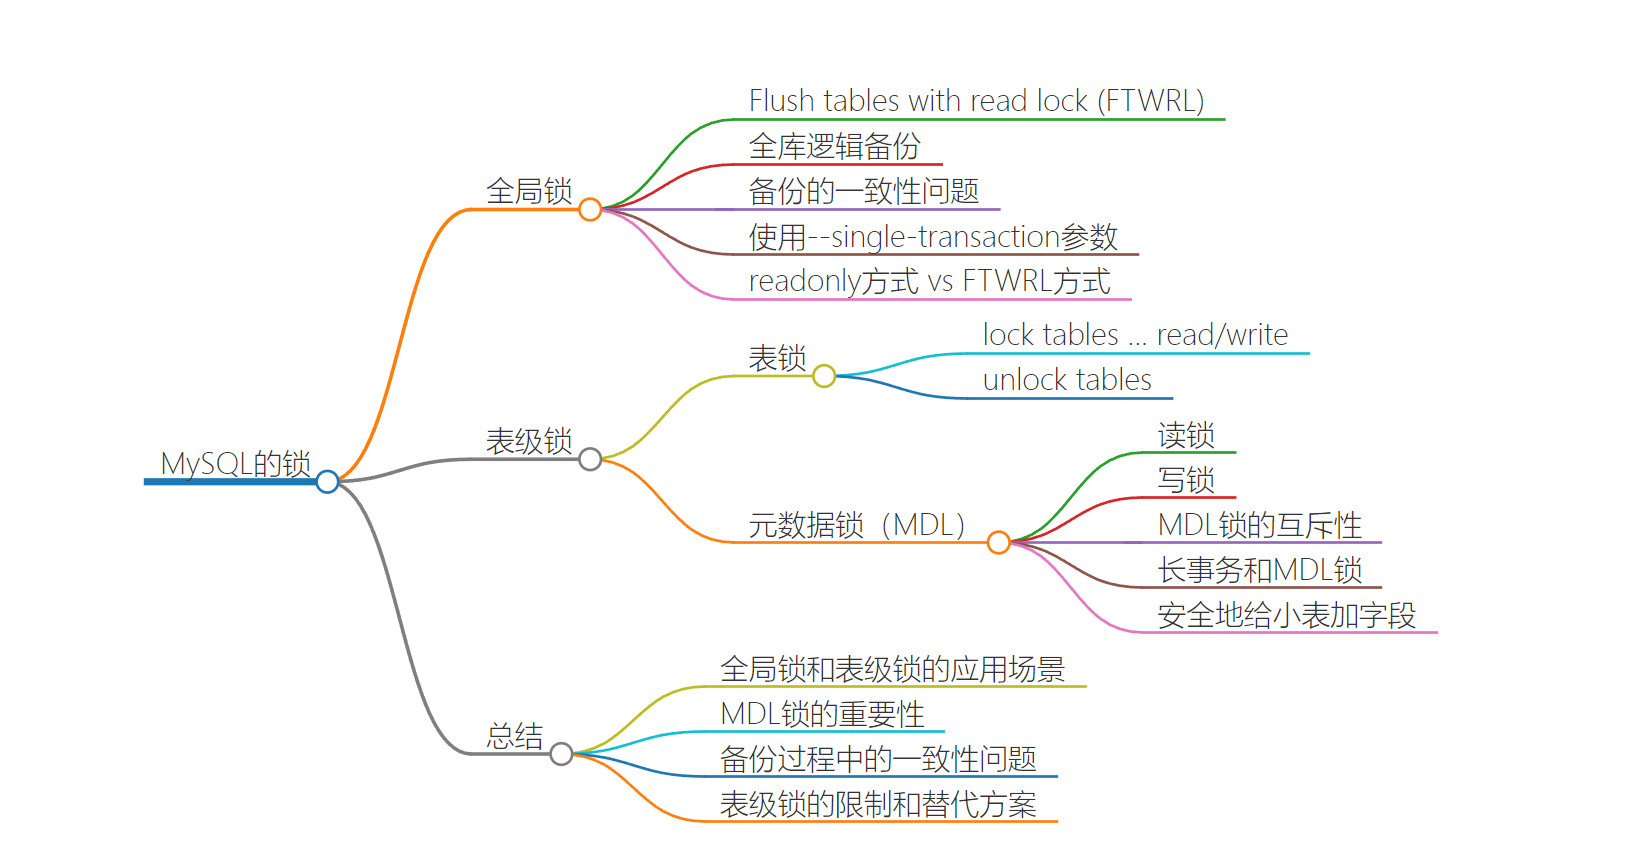 MySQL的锁
全局锁
Flush tables with read lock (FTWRL)
全库逻辑备份
备份的一致性问题
使用--single-transaction参数
readonly方式 vs FTWRL方式
表级锁
表锁
lock tables ... read/write
unlock tables
元数据锁（MDL）
读锁
写锁
MDL锁的互斥性
长事务和MDL锁
安全地给小表加字段
总结
全局锁和表级锁的应用场景
MDL锁的重要性
备份过程中的一致性问题
表级锁的限制和替代方案